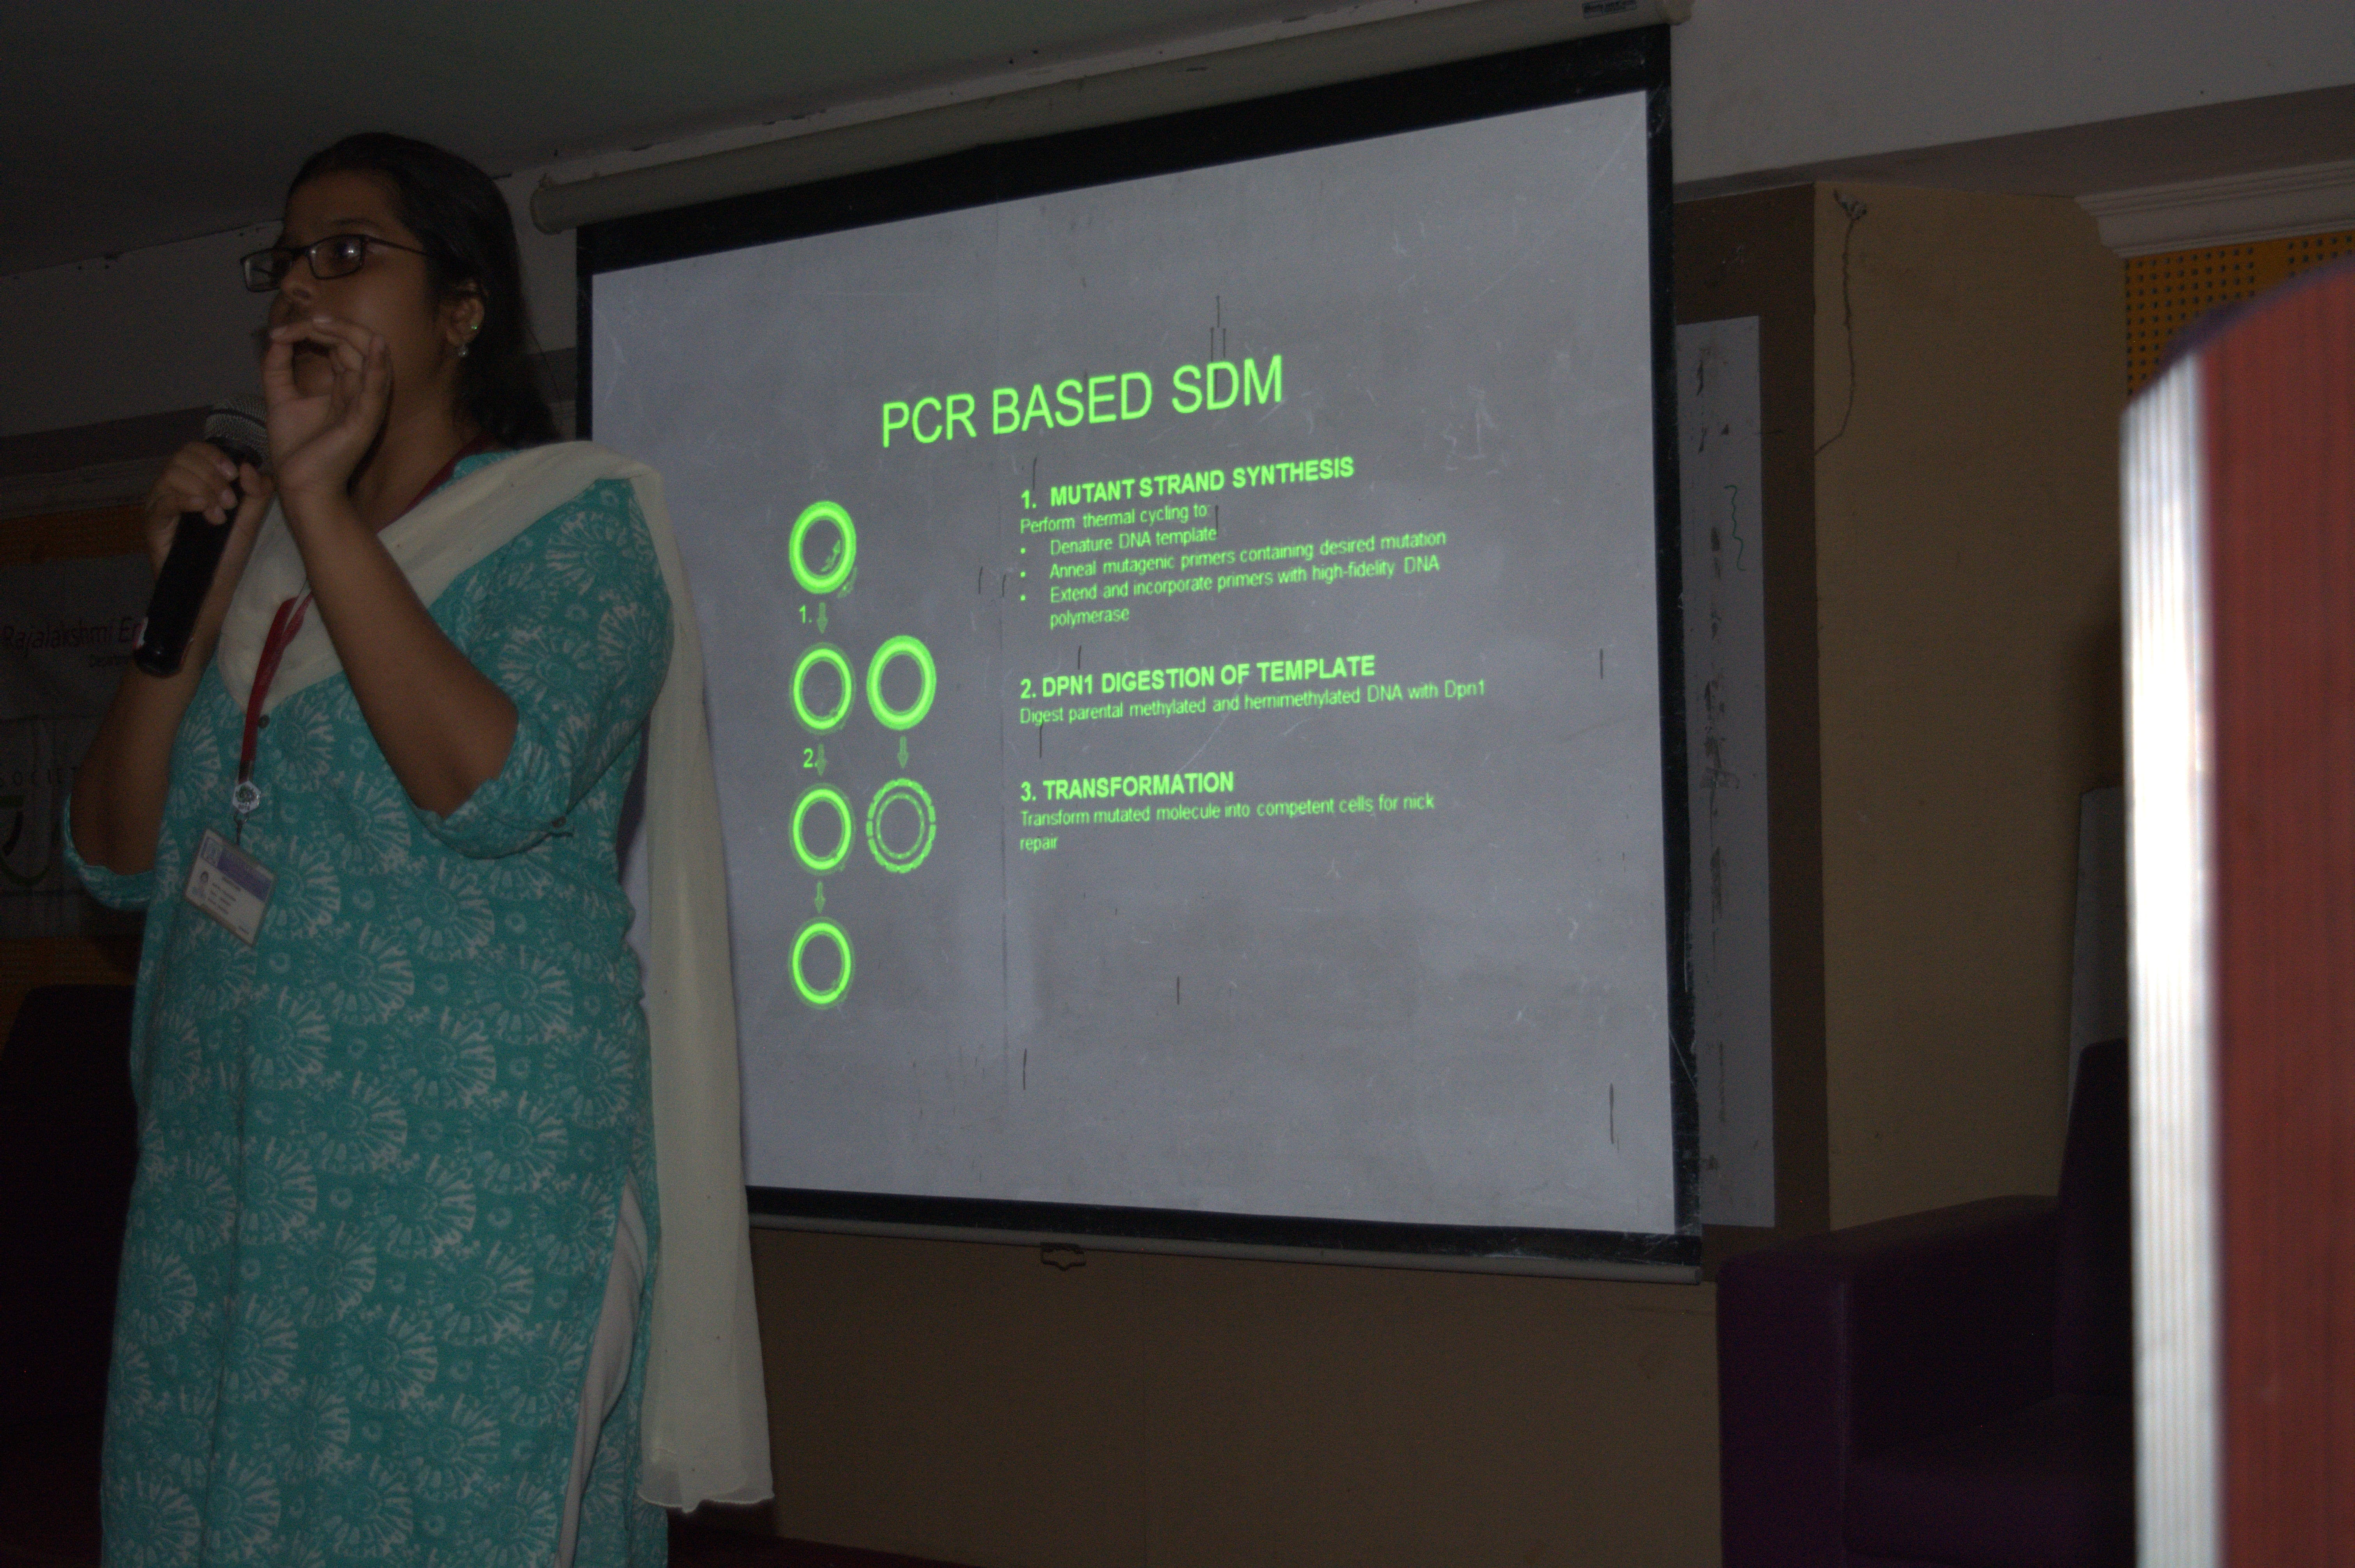 PCR BASED SDM
1. MUTANT STRAND SYNTHESIS
Perform thermal cycling to:
• Denature DNA template
• Anneal mutagenic primers containing desired mutation
• Extend and incorporate primers with high-fidelity DNA
polymerase
2. DPN1 DIGESTION OF TEMPLATE
Digest parental methylated and hemimethylated DNA with Dpn1
3. TRANSFORMATION
Transform mutated molecule into competent cells for nick
repair
1.
2.
Rajalakshmi